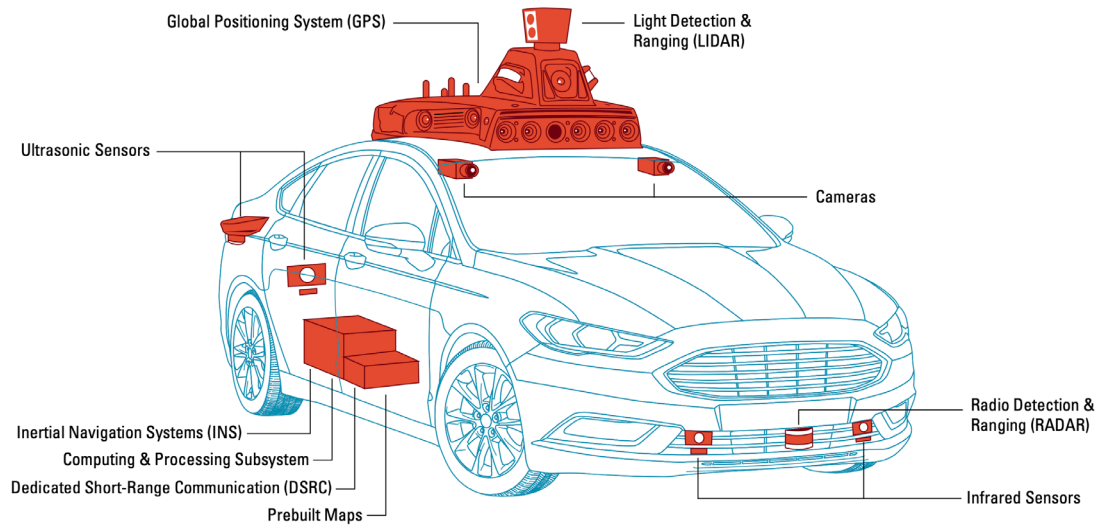 Global Positioning System (GPS)
Light Detection &
Ranging (LIDAR)
Ultrasonic Sensors
Cameras
Radio Detection &
Ranging (RADAR)
Inertial Navigation Systems (INS)
Computing & Processing Subsystem
Dedicated Short-Range Communication (DSRC)
Infrared Sensors
Prebuilt Maps